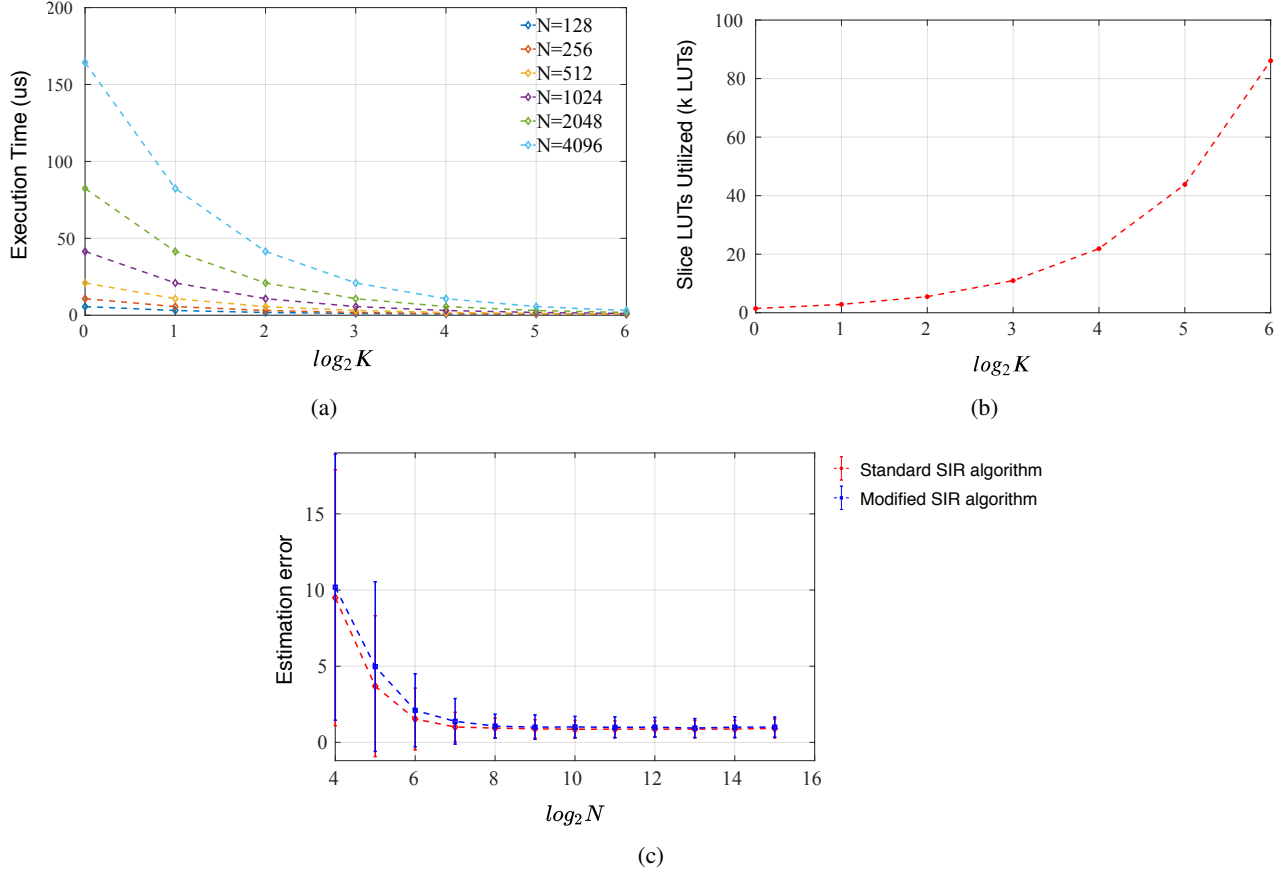 200
150
100
50
0
Execution Time (us)
N=128
N=256
N=512
N=1024
N=2048
N=4096
0 1 2 3 4 5 6
log2 K
(a)
100
80
60
40
20
0
Slice LUTs Utilized (k LUTs)
0 1 2 3 4 5 6
log2 K
(b)
15
10
5
0
Estimation error
Standard SIR algorithm
Modified SIR algorithm
4 6 8 10 12 14 16
log2 N
(c)